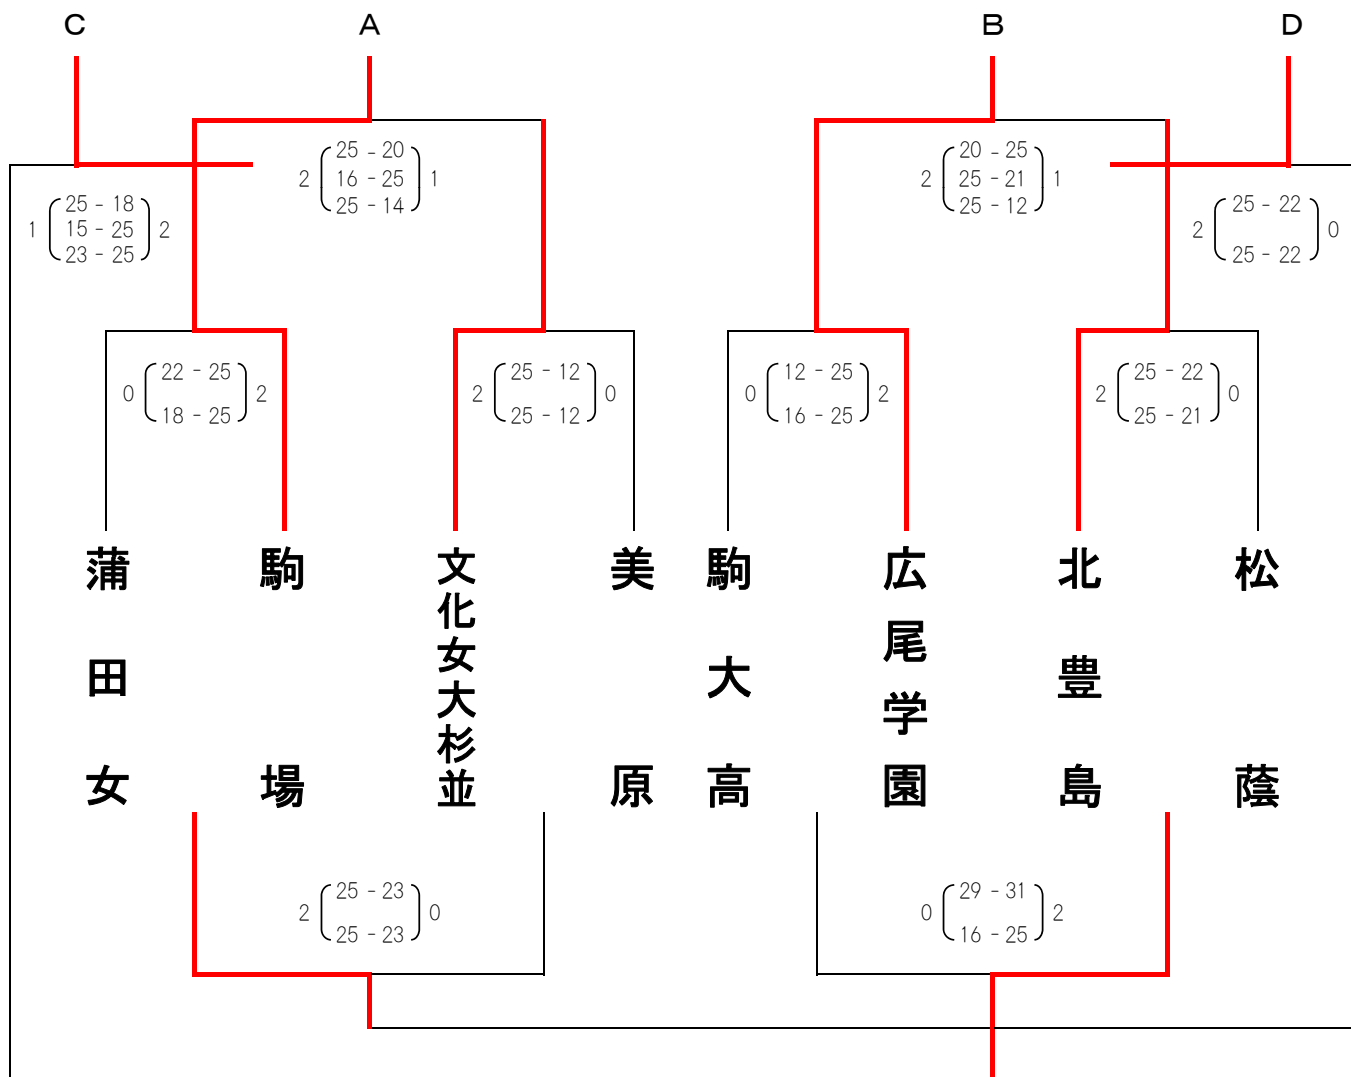 C A B D
2 25 - 20 16 - 25 25 - 14 1
2 20 - 25 25 - 21 25 - 12 1
1 25 - 18 15 - 25 23 - 25 2
2 25 - 22 25 - 22 0
0 22 - 25 18 - 25 2
2 25 - 12 25 - 12 0
0 12 - 25 16 - 25 2
2 25 - 22 25 - 21 0
蒲田女
駒場
文化女大杉並
美原
駒大高
広尾学園
北豊島
松蔭
2 25 - 23 25 - 23 0
0 29 - 31 16 - 25 2